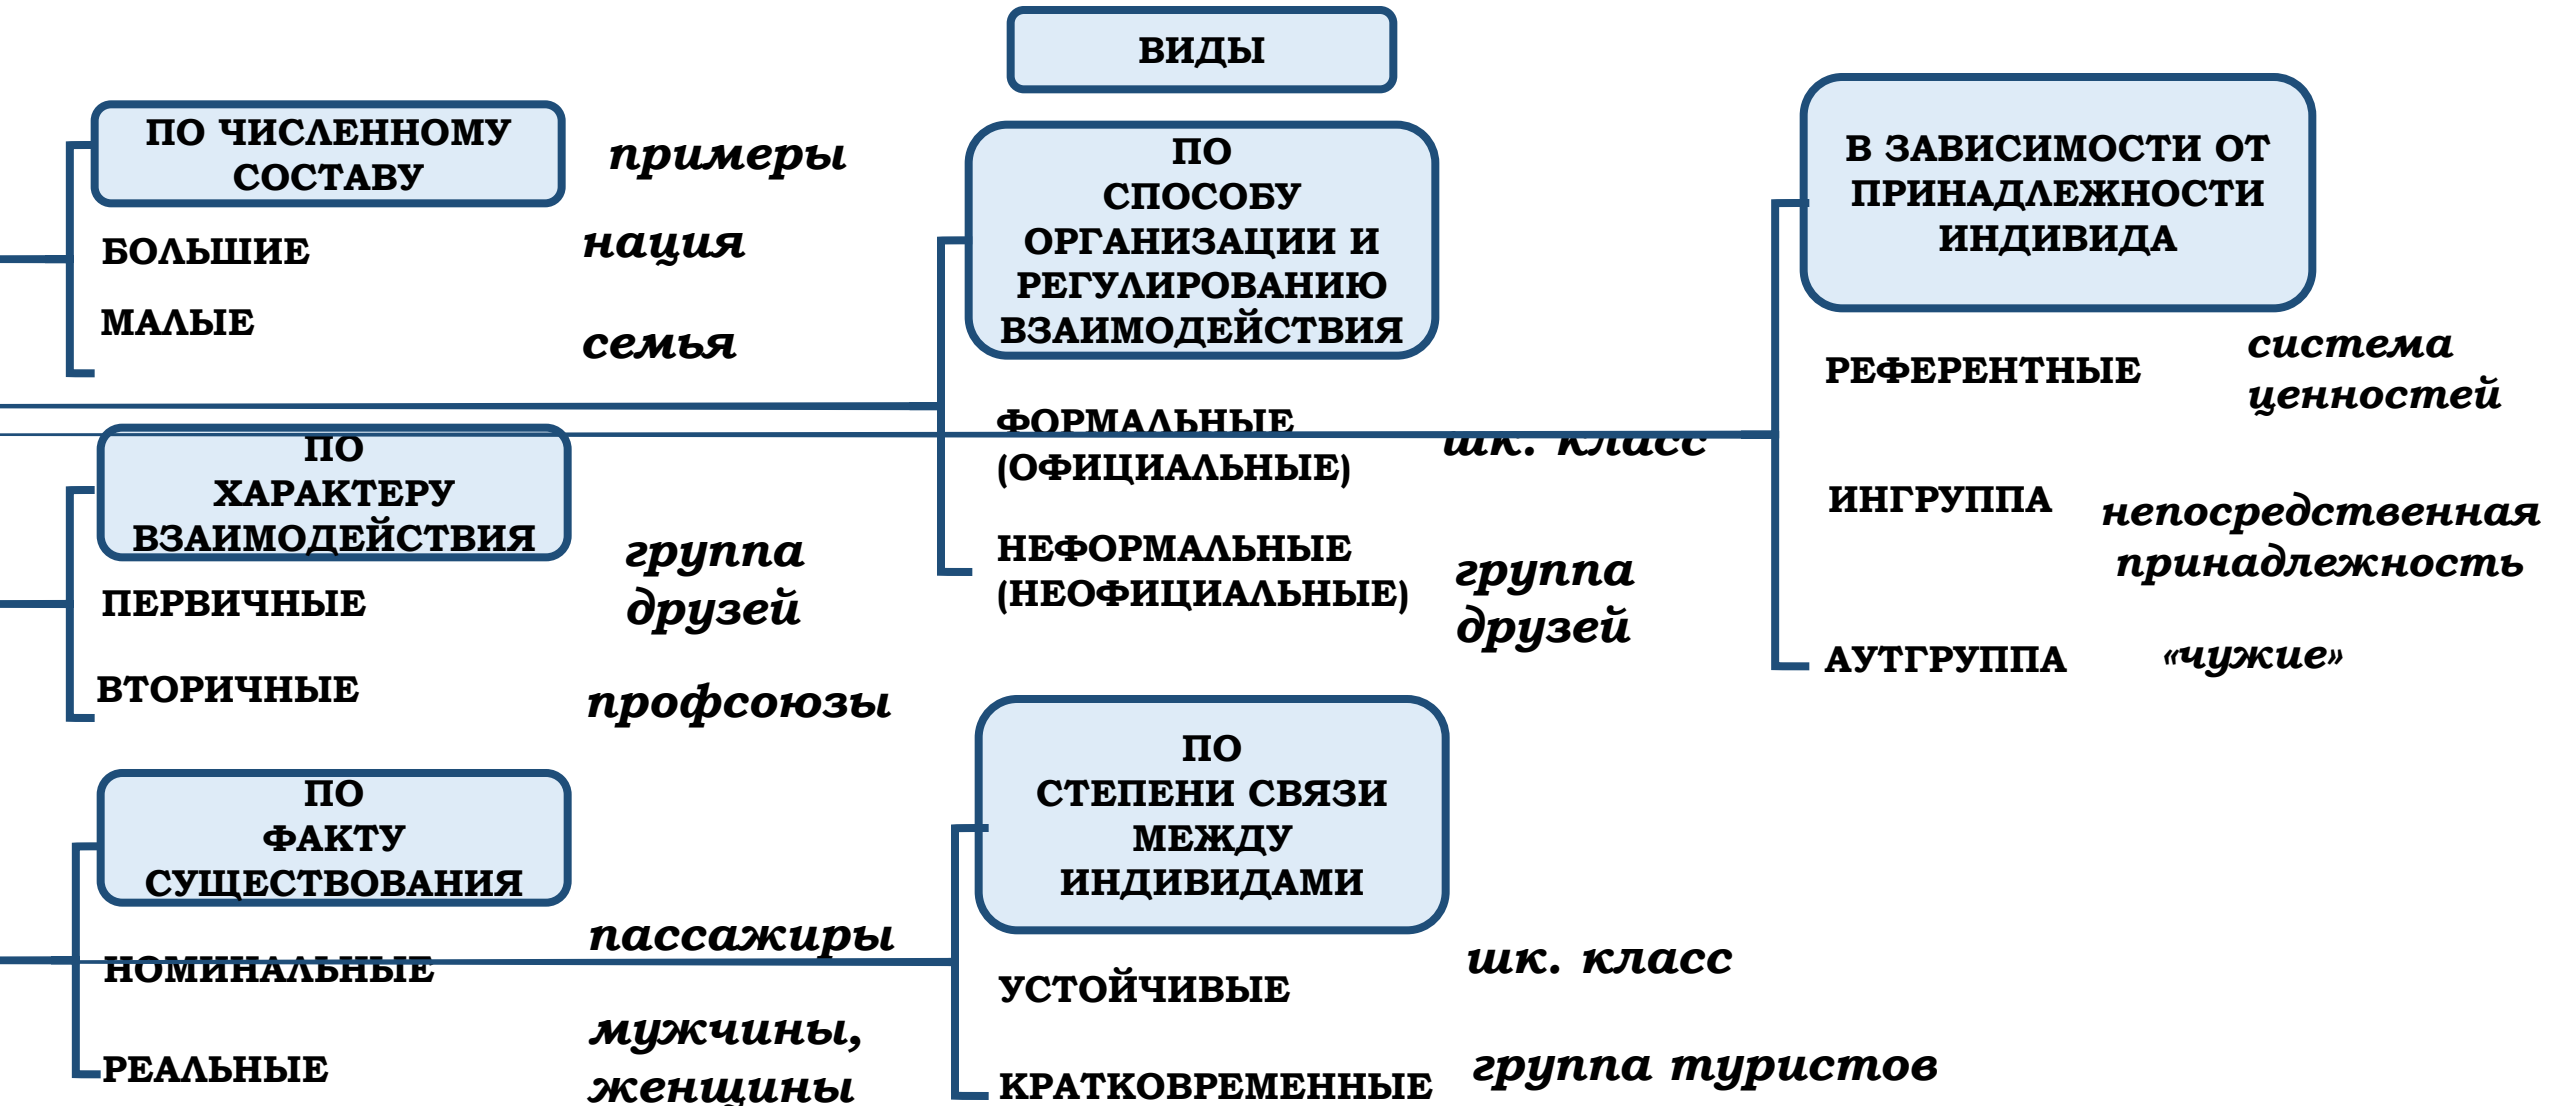 ВИДЫ
ПО ЧИСЛЕННОМУ
СОСТАВУ
примеры
БОЛЬШИЕ
нация
МАЛЫЕ
семья
ПО
ХАРАКТЕРУ
ВЗАИМОДЕЙСТВИЯ
ПЕРВИЧНЫЕ
группа
друзей
ВТОРИЧНЫЕ
профсоюзы
ПО
ФАКТУ
СУЩЕСТВОВАНИЯ
НОМИНАЛЬНЫЕ
пассажиры
РЕАЛЬНЫЕ
мужчины,
женщины
ПО
СПОСОБУ
ОРГАНИЗАЦИИ И
РЕГУЛИРОВАНИЮ
ВЗАИМОДЕЙСТВИЯ
ФОРМАЛЬНЫЕ
(ОФИЦИАЛЬНЫЕ)
шк. класс
НЕФОРМАЛЬНЫЕ
(НЕОФИЦИАЛЬНЫЕ)
группа
друзей
ПО
СТЕПЕНИ СВЯЗИ
МЕЖДУ
ИНДИВИДАМИ
УСТОЙЧИВЫЕ
шк. класс
КРАТКОВРЕМЕННЫЕ
группа туристов
В ЗАВИСИМОСТИ ОТ
ПРИНАДЛЕЖНОСТИ
ИНДИВИДА
РЕФЕРЕНТНЫЕ
система
ценностей
ИНГРУППА
непосредственная
принадлежность
АУТГРУППА
«чужие»